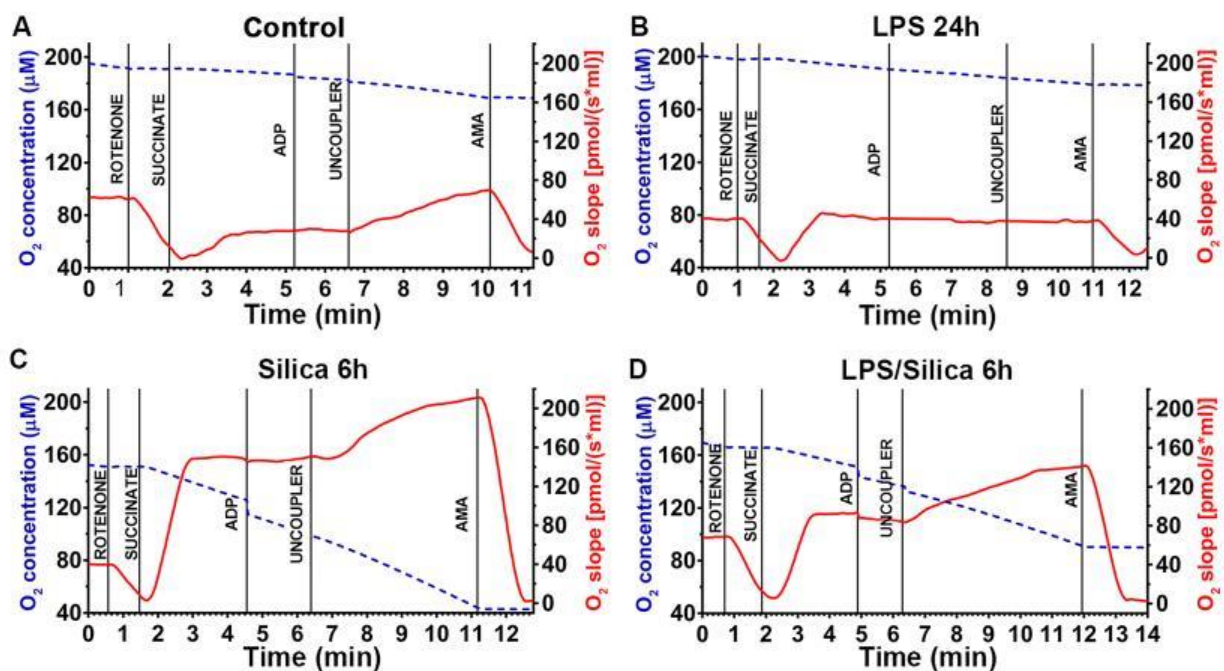 A
Control
O₂ concentration (µM)
200
160
120
80
40
ROTENONE
SUCCINATE
ADP
UNCOUPLER
AMA
200
160
120
80
40
0
O₂ slope [pmol/(s*ml)]
0 1 2 3 4 5 6 7 8 9 10 11
Time (min)
B
LPS 24h
O₂ concentration (µM)
200
160
120
80
40
ROTENONE
SUCCINATE
ADP
UNCOUPLER
AMA
200
160
120
80
40
0
O₂ slope [pmol/(s*ml)]
0 1 2 3 4 5 6 7 8 9 10 11 12
Time (min)
C
Silica 6h
O₂ concentration (µM)
200
160
120
80
40
ROTENONE
SUCCINATE
ADP
UNCOUPLER
AMA
200
160
120
80
40
0
O₂ slope [pmol/(s*ml)]
0 1 2 3 4 5 6 7 8 9 10 11 12
Time (min)
D
LPS/Silica 6h
O₂ concentration (µM)
200
160
120
80
40
ROTENONE
SUCCINATE
ADP
UNCOUPLER
AMA
200
160
120
80
40
0
O₂ slope [pmol/s*ml)]
0 1 2 3 4 5 6 7 8 9 10 11 12 13 14
Time (min)